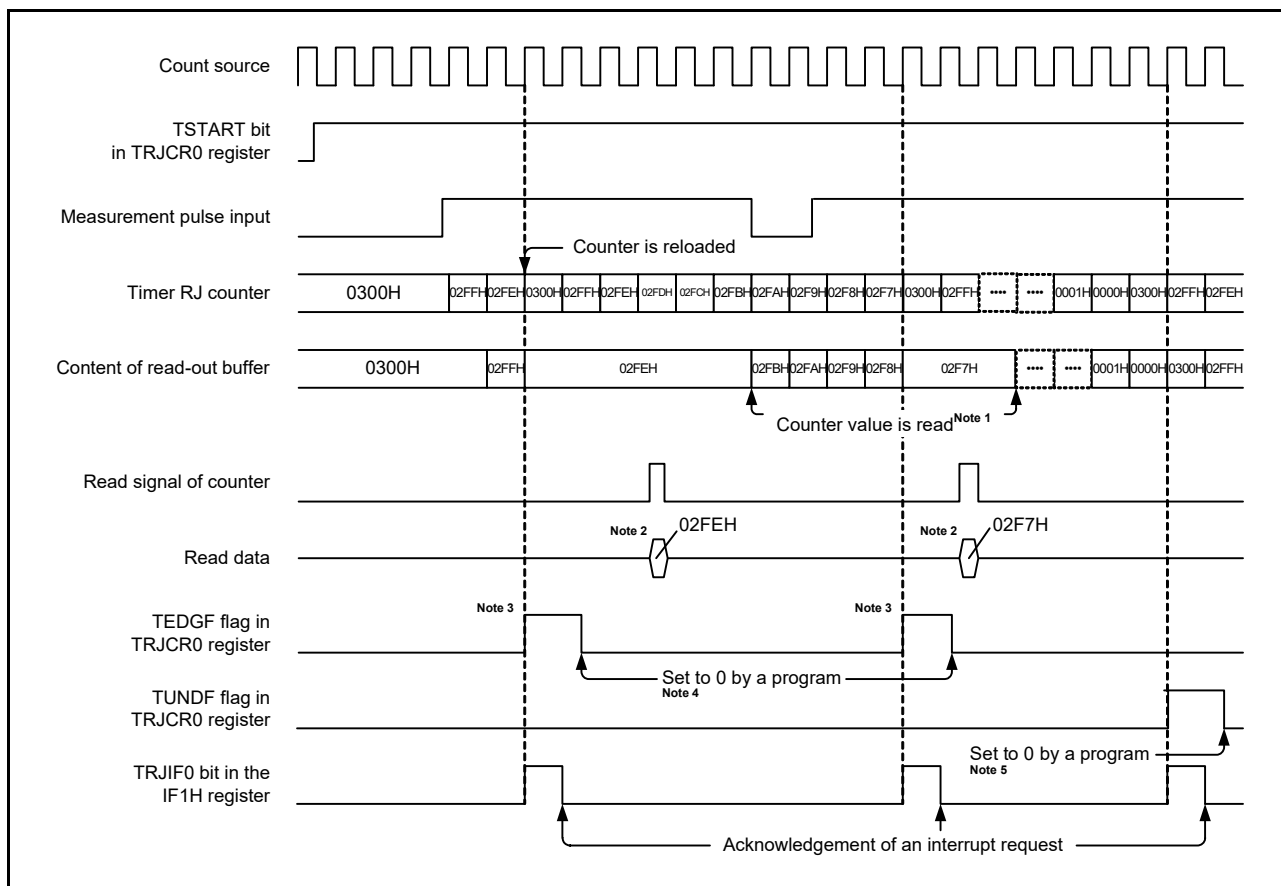 Count source
TSTART bit
in TRJCR0 register
Measurement pulse input
Counter is reloaded
Timer RJ counter
0300H 02FFH 02FEH 0300H 02FFH 02FEH 02FDH 02FCH 02FBH 02FAH 02F9H 02F8H 02F7H 0300H 02FFH •••• •••• 0001H 0000H 0300H 02FFH 02FEH
Content of read-out buffer
0300H 02FFH 02FEH 02FBH 02FAH 02F9H 02F8H 02F7H •••• •••• 0001H 0000H 0300H 02FFH
Counter value is read Note 1
Read signal of counter
Note 2 02FEH Note 2 02F7H
Read data
TEDGF flag in
TRJCR0 register
Note 3 Note 3
Set to 0 by a program
Note 4
TUNDF flag in
TRJCR0 register
Set to 0 by a program
Note 5
TRJIF0 bit in the
IF1H register
Acknowledgement of an interrupt request